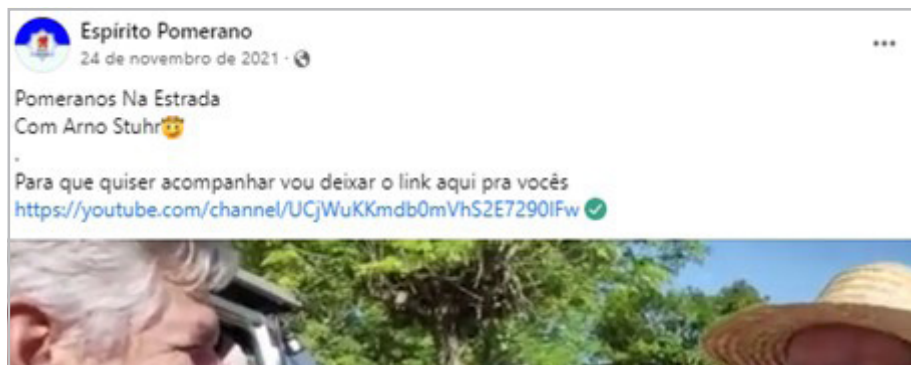 Espírito Pomerano
24 de novembro de 2021 ·
Pomeranos Na Estrada
Com Arno Stuhr🤠
.
Para que quiser acompanhar vou deixar o link aqui pra vocês
https://youtube.com/channel/UCjWuKKmdb0mVhS2E7290lFw